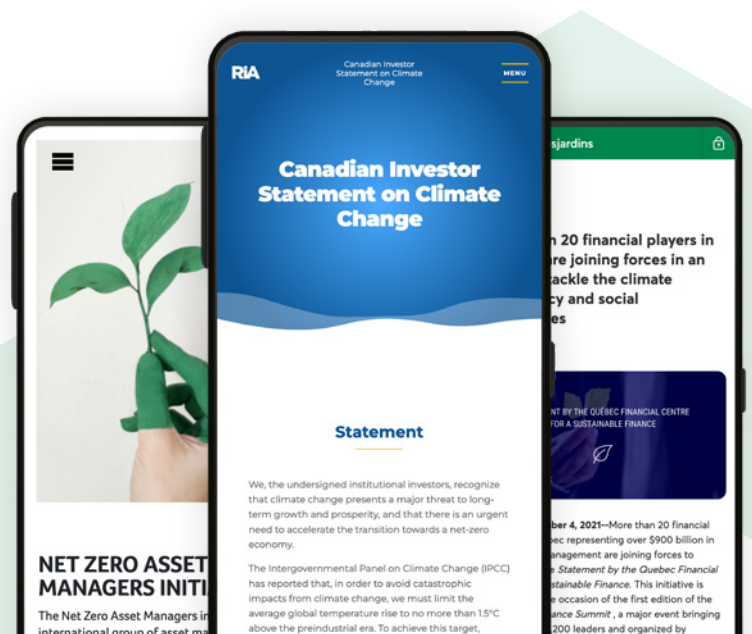 RiA
Canadian Investor
Statement on Climate
Change
MENU
Canadian Investor
Statement on Climate
Change
Statement
We, the undersigned institutional investors, recognize
that climate change presents a major threat to long-
term growth and prosperity, and that there is an urgent
need to accelerate the transition towards a net-zero
economy.
The Intergovernmental Panel on Climate Change (IPCC)
has reported that, in order to avoid catastrophic
impacts from climate change, we must limit the
average global temperature rise to no more than 1.5°C
above the preindustrial era. To achieve this target,
NET ZERO ASSET
MANAGERS INITI
The Net Zero Asset Managers in
international group of asset ma
sjardins
n 20 financial players in
re joining forces in an
tackle the climate
cy and social
es
NT BY THE QUÉBEC FINANCIAL CENTRE
FOR A SUSTAINABLE FINANCE
ber 4, 2021--More than 20 financial
bec representing over $900 billion in
anagement are joining forces to
e Statement by the Quebec Financial
stainable Finance. This initiative is
e occasion of the first edition of the
ance Summit , a major event bringing
200 leaders and organized by